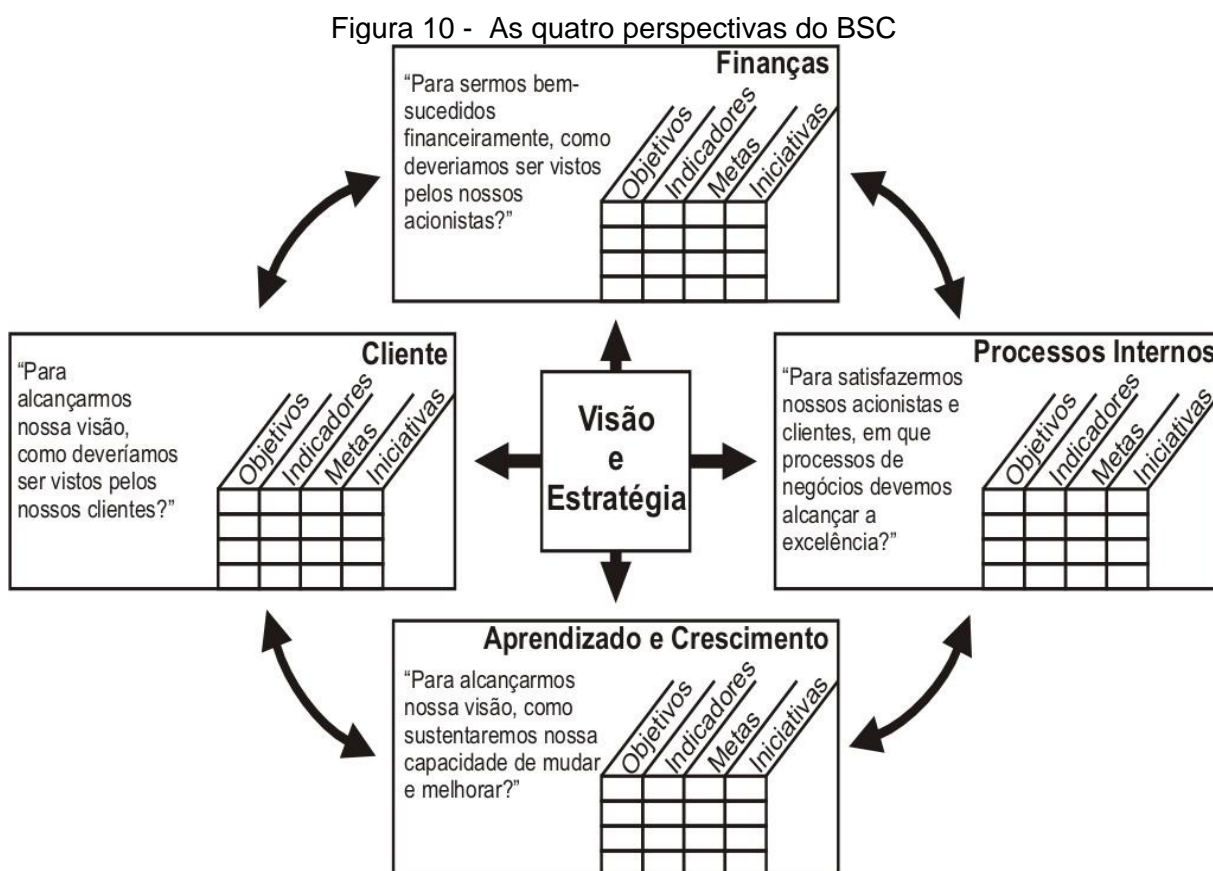 Figura 10 - As quatro perspectivas do BSC
Finanças
“Para sermos bem-
sucedidos
financeiramente, como
deveriamos ser vistos
pelos nossos
acionistas?”
Objetivos
Indicadores
Metas
Iniciativas
Cliente
“Para
alcançarmos
nossa visão,
como deveríamos
ser vistos pelos
nossos clientes?”
Objetivos
Indicadores
Metas
Iniciativas
Visão
e
Estratégia
Processos Internos
“Para satisfazermos
nossos acionistas e
clientes, em que
processos de
negócios devemos
alcançar a
excelência?”
Objetivos
Indicadores
Metas
Iniciativas
Aprendizado e Crescimento
“Para alcançarmos
nossa visão, como
sustentaremos nossa
capacidade de mudar
e melhorar?”
Objetivos
Indicadores
Metas
Iniciativas